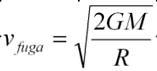 v_fuga = √(2GM/R)